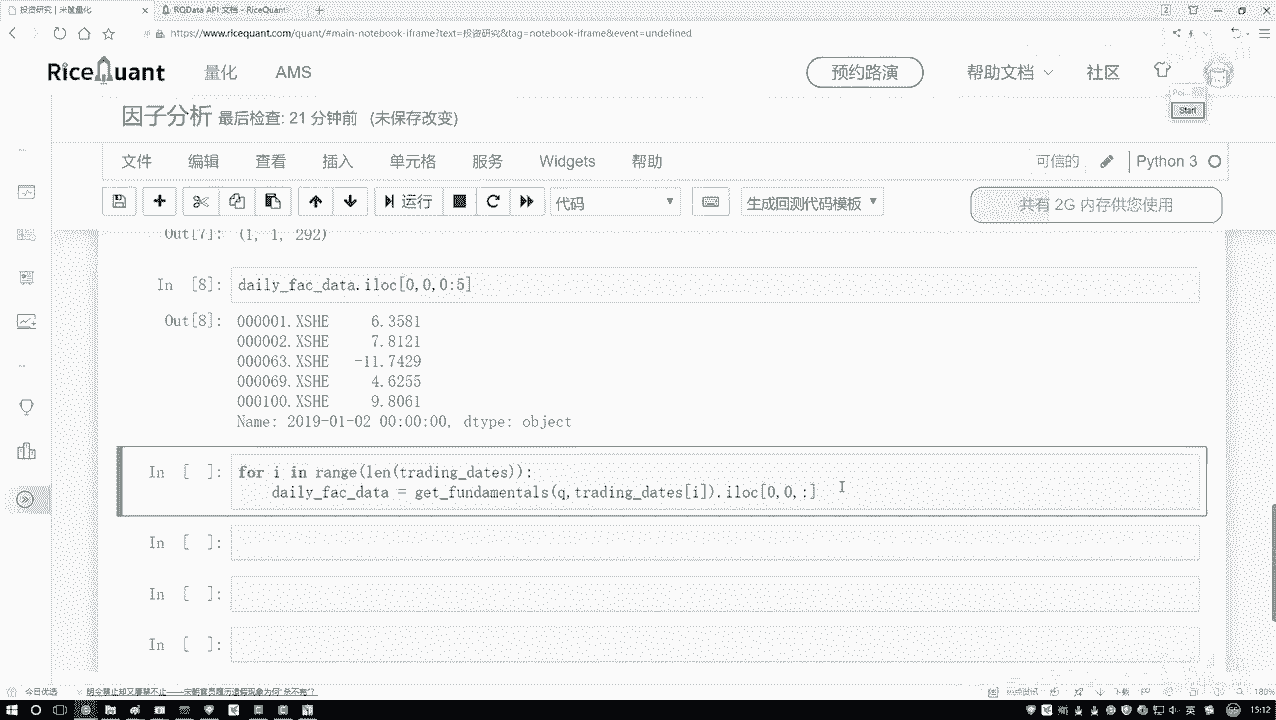 投资研究 | 米筐量化
RQData API 文档 - RiceQuant
https://www.ricequant.com/quant/#main-notebook-iframe?text=投资研究&tag=notebook-iframe&event=undefined
RiceQuant 量化 AMS 预约路演 帮助文档 社区
Start
因子分析 最后检查: 21 分钟前 (未保存改变)
文件 编辑 查看 插入 单元格 服务 Widgets 帮助 可信的 Python 3
运行 代码 生成回测代码模板 共有 2G 内存供您使用
Out[7]: (1, 1, 292)
In [8]: daily_fac_data.iloc[0,0,0:5]
Out[8]: 000001.XSHE 6.3581
000002.XSHE 7.8121
000063.XSHE -11.7429
000069.XSHE 4.6255
000100.XSHE 9.8061
Name: 2019-01-02 00:00:00, dtype: object
In [ ]: for i in range(len(trading_dates)):
daily_fac_data = get_fundamentals(q,trading_dates[i]).iloc[0,0,:]
In [ ]:
In [ ]:
In [ ]:
今日优选
下载
180%
英
15:12